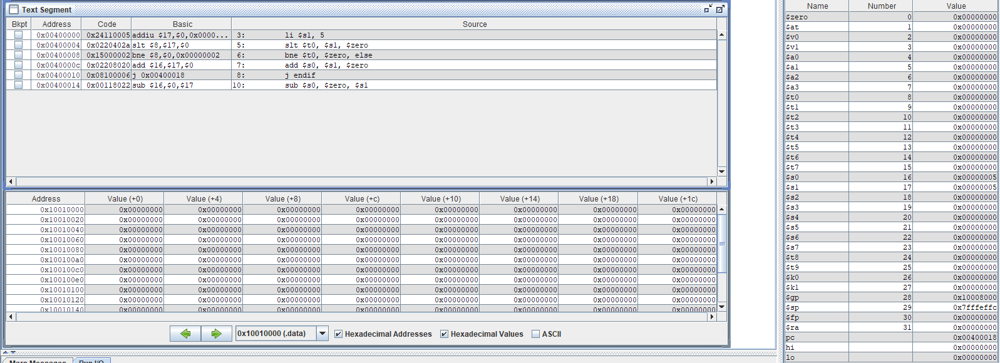 Text Segment
Bkpt Address Code Basic Source
0x00400000 0x24110005 addiu $17,$0,0x0000... 3: li $s1, 5
0x00400004 0x0220402a slt $8,$17,$0 5: slt $t0, $s1, $zero
0x00400008 0x15000002 bne $8,$0,0x00000002 6: bne $t0, $zero, else
0x0040000c 0x02208020 add $16,$17,$0 7: add $s0, $s1, $zero
0x00400010 0x08100006 j 0x00400018 8: j endif
0x00400014 0x00118022 sub $16,$0,$17 10: sub $s0, $zero, $s1
Address Value (+0) Value (+4) Value (+8) Value (+c) Value (+10) Value (+14) Value (+18) Value (+1c)
0x10010000 0x00000000 0x00000000 0x00000000 0x00000000 0x00000000 0x00000000 0x00000000 0x00000000
0x10010020 0x00000000 0x00000000 0x00000000 0x00000000 0x00000000 0x00000000 0x00000000 0x00000000
0x10010040 0x00000000 0x00000000 0x00000000 0x00000000 0x00000000 0x00000000 0x00000000 0x00000000
0x10010060 0x00000000 0x00000000 0x00000000 0x00000000 0x00000000 0x00000000 0x00000000 0x00000000
0x10010080 0x00000000 0x00000000 0x00000000 0x00000000 0x00000000 0x00000000 0x00000000 0x00000000
0x100100a0 0x00000000 0x00000000 0x00000000 0x00000000 0x00000000 0x00000000 0x00000000 0x00000000
0x100100c0 0x00000000 0x00000000 0x00000000 0x00000000 0x00000000 0x00000000 0x00000000 0x00000000
0x100100e0 0x00000000 0x00000000 0x00000000 0x00000000 0x00000000 0x00000000 0x00000000 0x00000000
0x10010100 0x00000000 0x00000000 0x00000000 0x00000000 0x00000000 0x00000000 0x00000000 0x00000000
0x10010120 0x00000000 0x00000000 0x00000000 0x00000000 0x00000000 0x00000000 0x00000000 0x00000000
0x10010140 0x00000000 0x00000000 0x00000000 0x00000000 0x00000000 0x00000000 0x00000000 0x00000000
0x10010000 (.data) Hexadecimal Addresses Hexadecimal Values ASCII
Mars Messages Run I/O
Name Number Value
$zero 0 0x00000000
$at 1 0x00000000
$v0 2 0x00000000
$v1 3 0x00000000
$a0 4 0x00000000
$a1 5 0x00000000
$a2 6 0x00000000
$a3 7 0x00000000
$t0 8 0x00000000
$t1 9 0x00000000
$t2 10 0x00000000
$t3 11 0x00000000
$t4 12 0x00000000
$t5 13 0x00000000
$t6 14 0x00000000
$t7 15 0x00000000
$s0 16 0x00000005
$s1 17 0x00000005
$s2 18 0x00000000
$s3 19 0x00000000
$s4 20 0x00000000
$s5 21 0x00000000
$s6 22 0x00000000
$s7 23 0x00000000
$t8 24 0x00000000
$t9 25 0x00000000
$k0 26 0x00000000
$k1 27 0x00000000
$gp 28 0x10008000
$sp 29 0x7fffeffc
$fp 30 0x00000000
$ra 31 0x00000000
pc 0x00400018
hi 0x00000000
lo 0x00000000